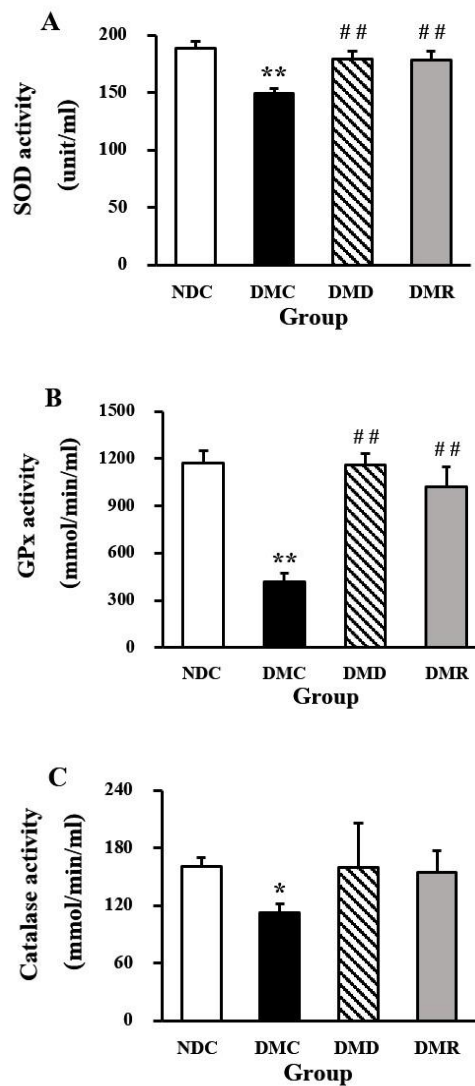 A
SOD activity
(unit/ml)
200
150
100
50
0
**
# #
# #
NDC DMC DMD DMR
Group
B
GPx activity
(mmol/min/ml)
1500
1200
900
600
300
0
**
# #
# #
NDC DMC DMD DMR
Group
C
Catalase activity
(mmol/min/ml)
240
180
120
60
0
*
NDC DMC DMD DMR
Group